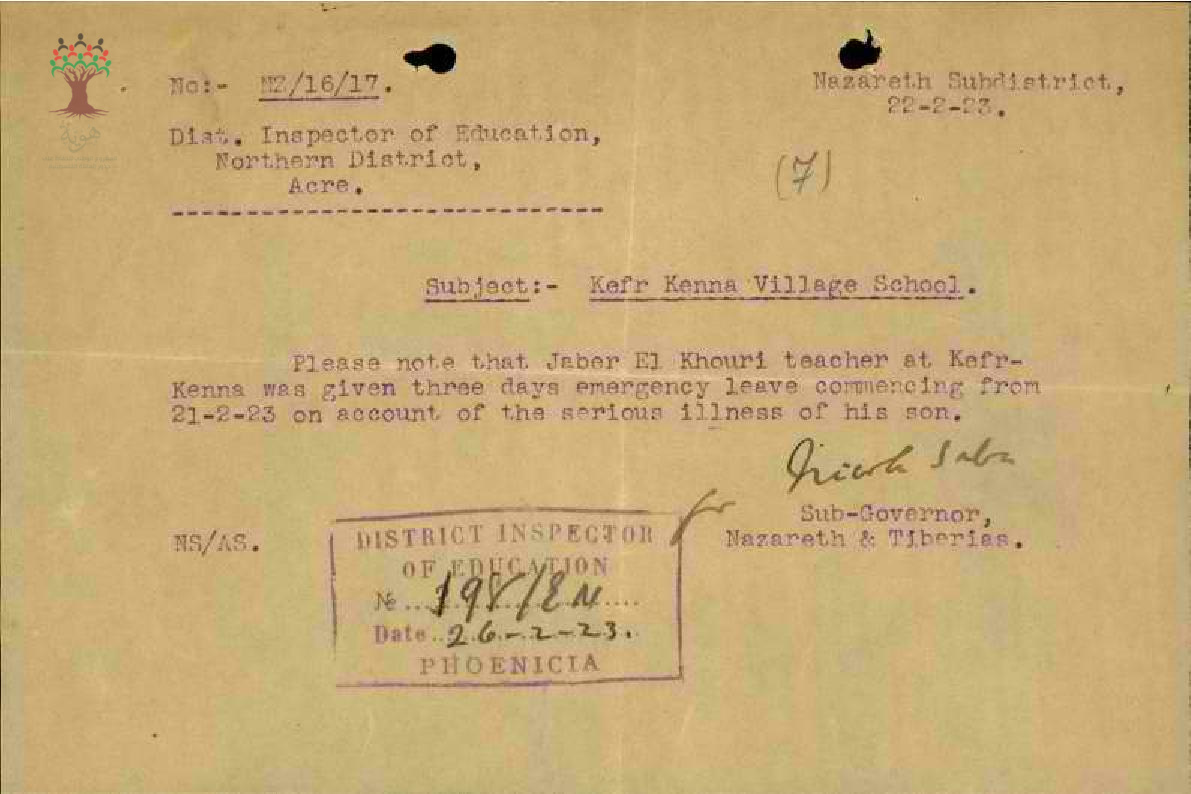 No:- NZ/16/17.
Nazareth Subdistrict,
22-2-23.
Dist. Inspector of Education,
Northern District,
Acre.
(7)
Subject:- Kefr Kenna Village School.
Please note that Jaber El Khouri teacher at Kefr-
Kenna was given three days emergency leave commencing from
21-2-23 on account of the serious illness of his son.
Nicola Saba
for Sub-Governor,
Nazareth & Tiberias.
NS/AS.
DISTRICT INSPECTOR
OF EDUCATION
No ... 198/EN ....
Date .. 26-2-23.
PHOENICIA
هوية